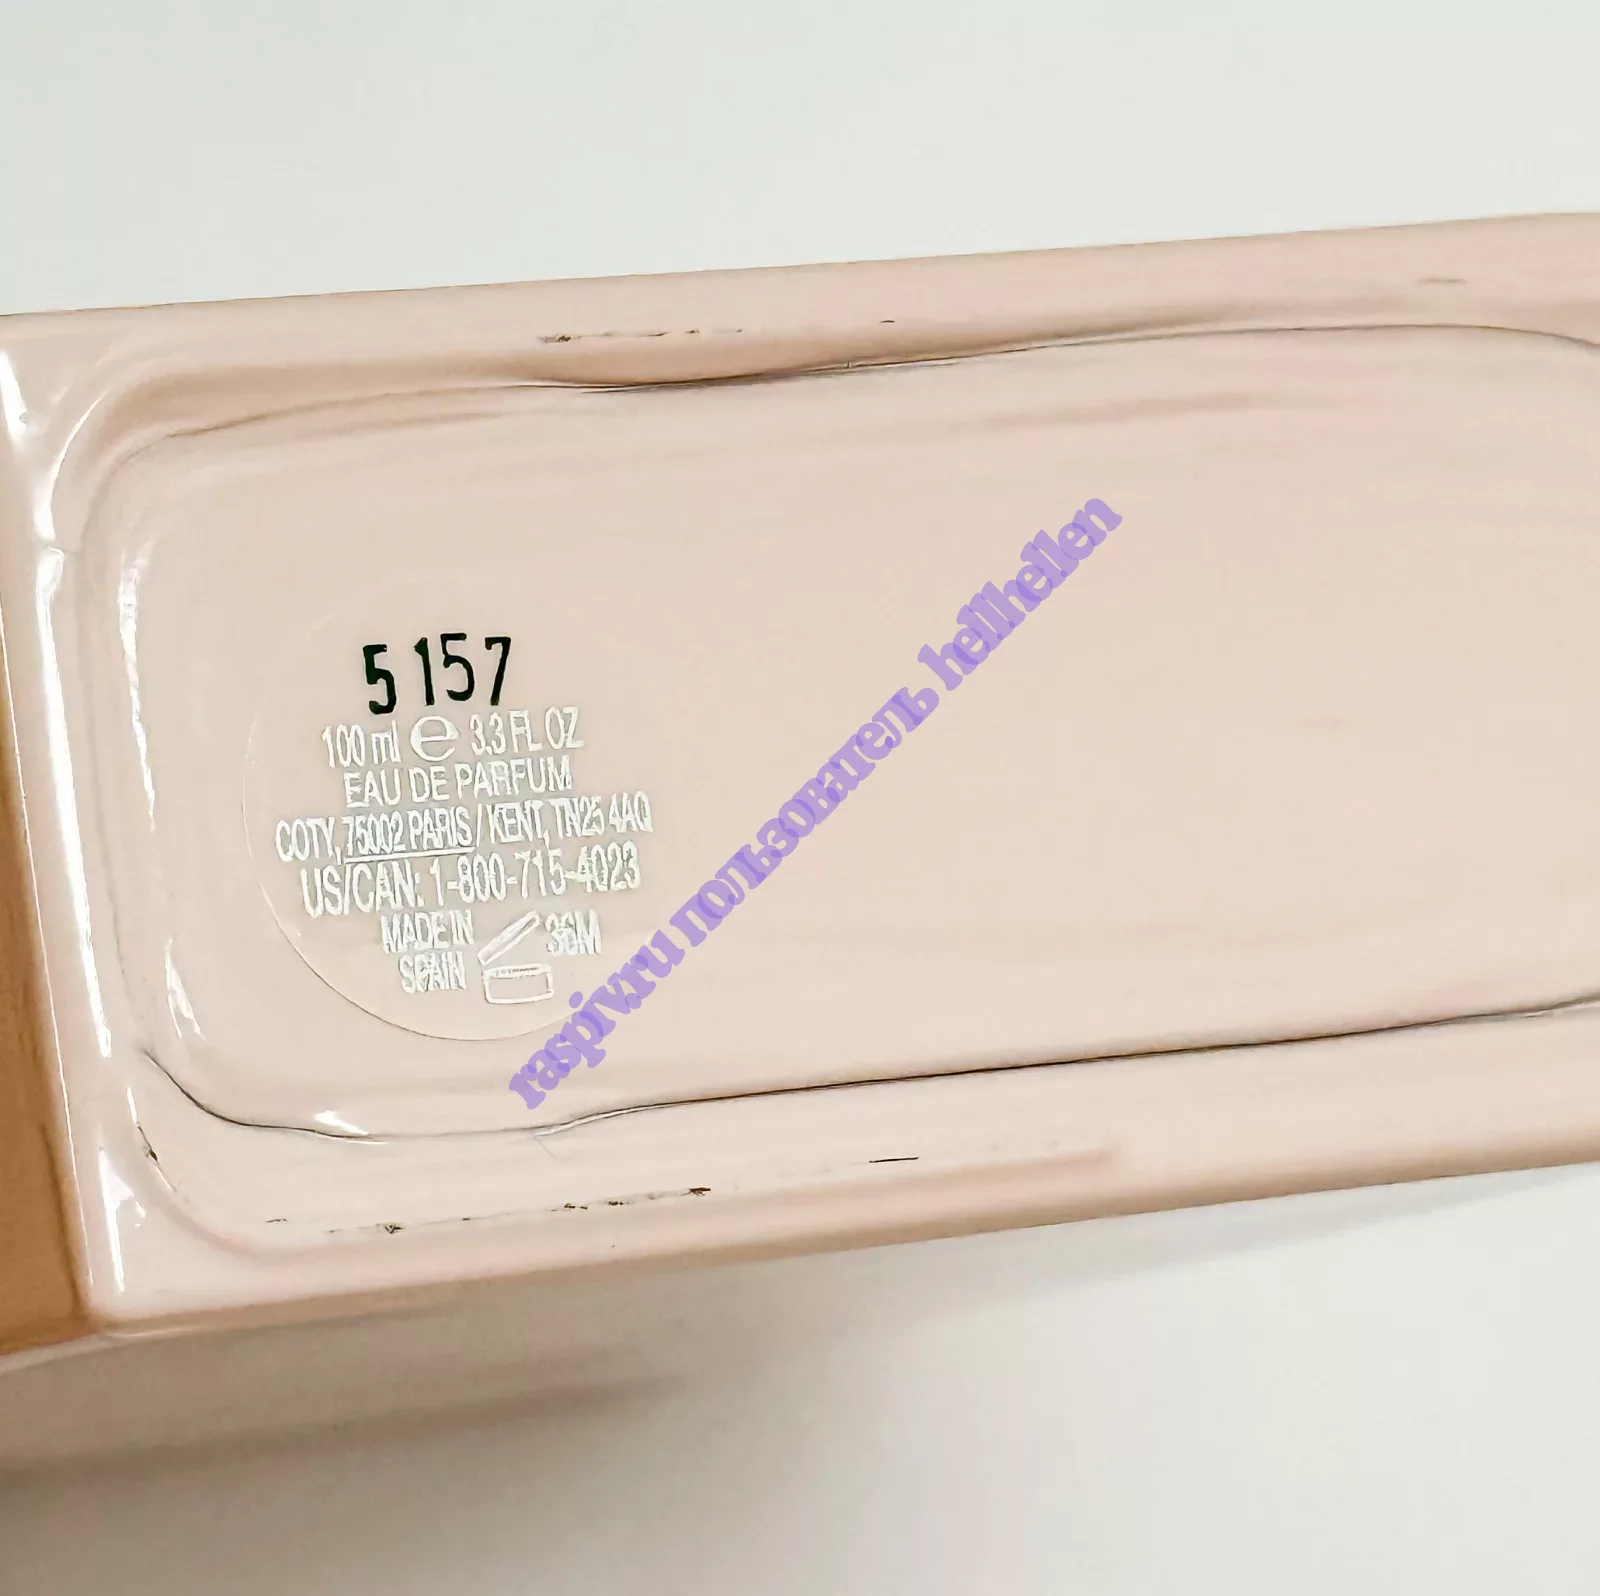 5157
100 ml e 3.3 FL OZ
EAU DE PARFUM
COTY, 75002 PARIS / KENT, TN25 4AQ
US/CAN: 1-800-715-4023
MADE IN
SPAIN
36M
raspiv.ru пользователь hellhellen